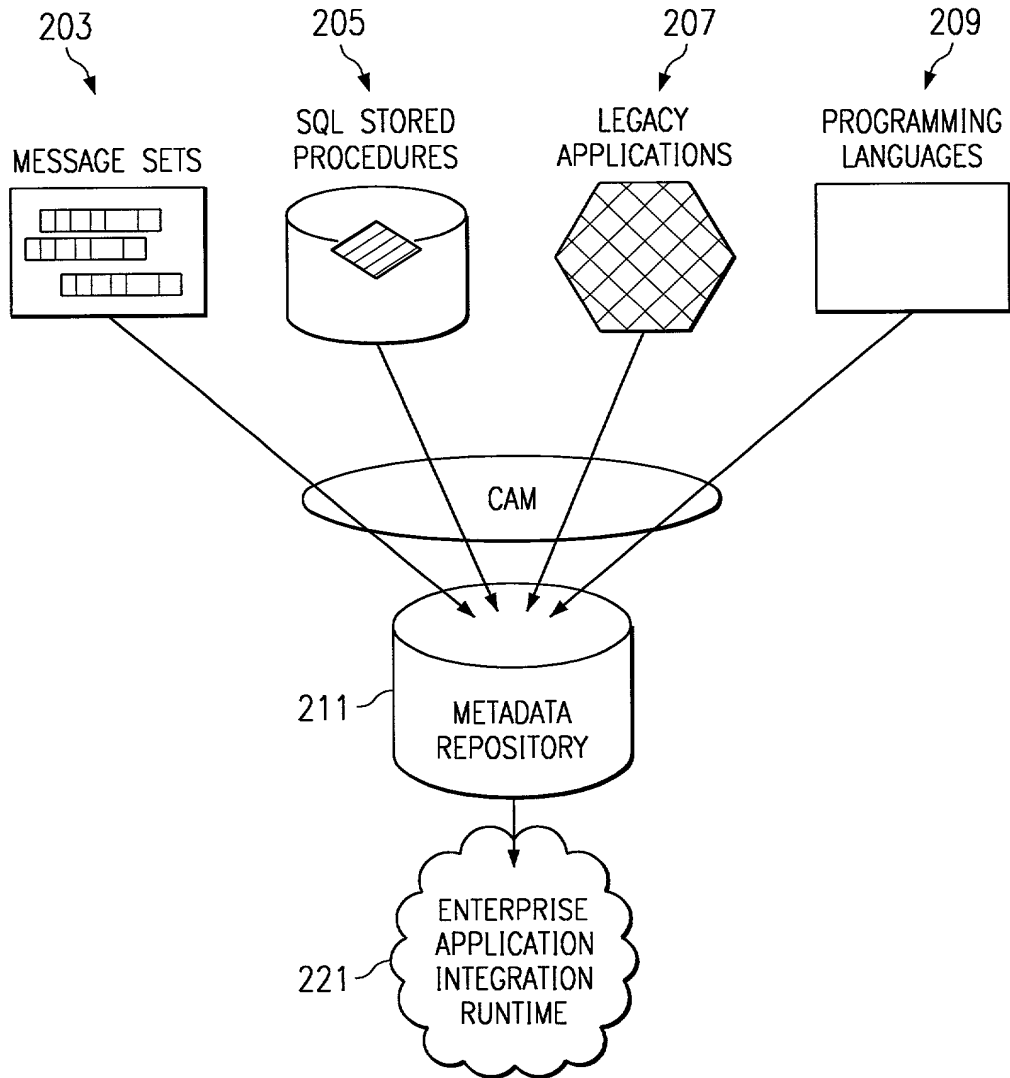 203
205
207
209
MESSAGE SETS
SQL STORED
PROCEDURES
LEGACY
APPLICATIONS
PROGRAMMING
LANGUAGES
CAM
211
METADATA
REPOSITORY
221
ENTERPRISE
APPLICATION
INTEGRATION
RUNTIME